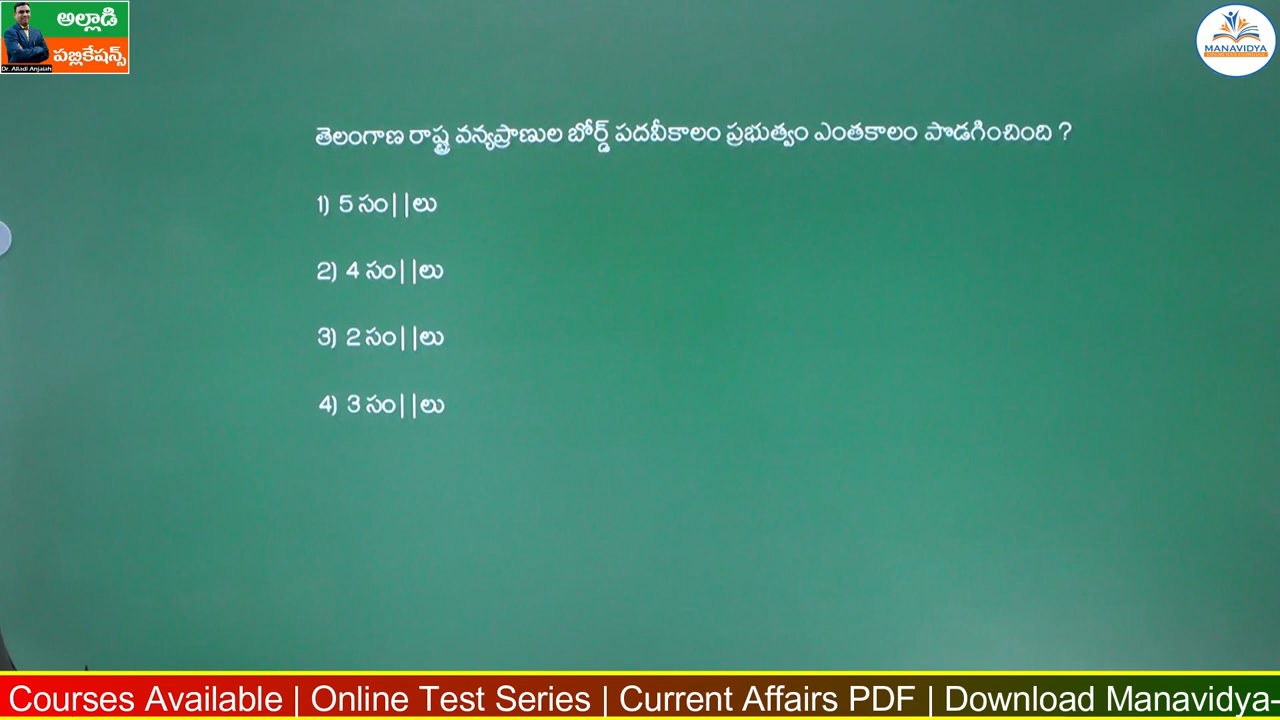 అల్లాడి
పబ్లికేషన్స్
Dr. Alladi Anjaiah
MANAVIDYA
తెలంగాణ రాష్ట్ర వన్యప్రాణుల బోర్డ్ పదవీకాలం ప్రభుత్వం ఎంతకాలం పొడగించింది ?
1) 5 సం||లు
2) 4 సం||లు
3) 2 సం||లు
4) 3 సం||లు
Courses Available | Online Test Series | Current Affairs PDF | Download Manavidya-